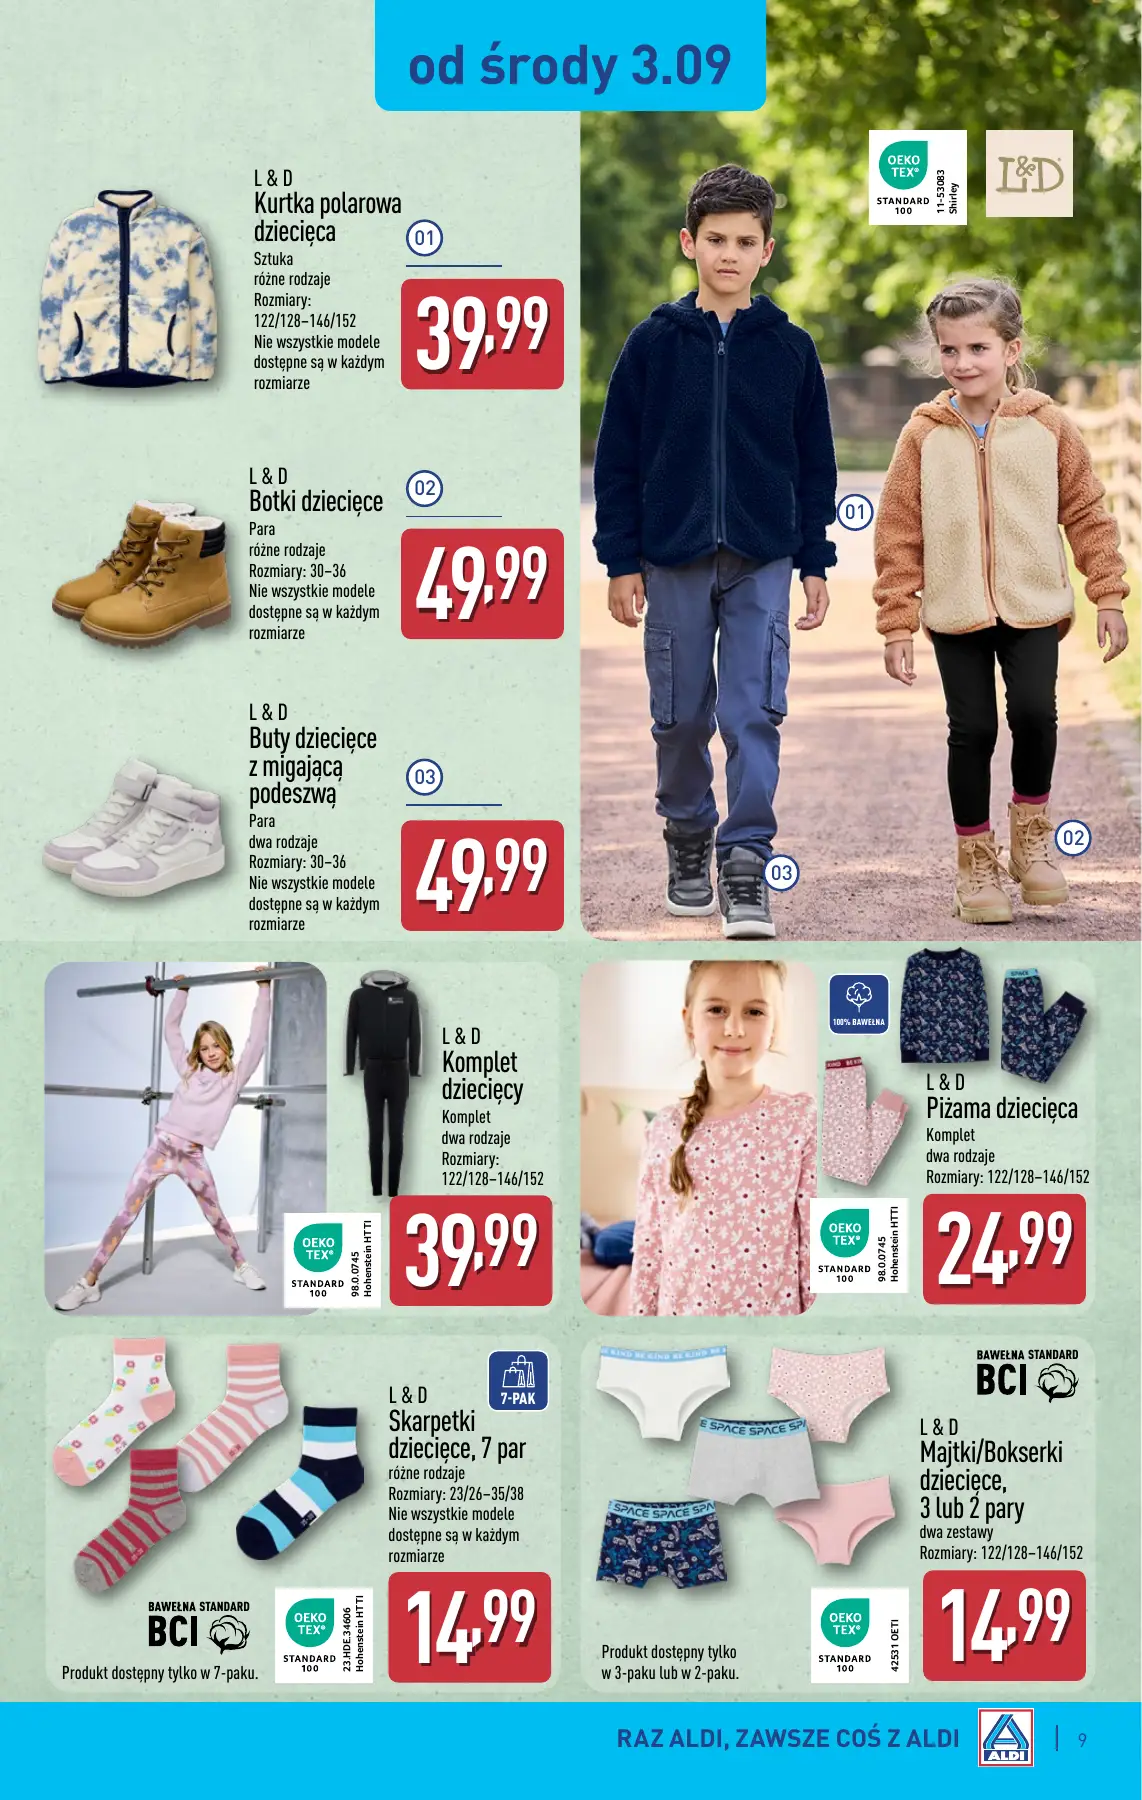 od środy 3.09
OEKO
TEX®
STANDARD
100
11-53083
Shirley
L&D
L & D
Kurtka polarowa
dziecięca
Sztuka
różne rodzaje
Rozmiary:
122/128–146/152
Nie wszystkie modele
dostępne są w każdym
rozmiarze
01
39,99
L & D
Botki dziecięce
Para
różne rodzaje
Rozmiary: 30–36
Nie wszystkie modele
dostępne są w każdym
rozmiarze
02
49,99
L & D
Buty dziecięce
z migającą
podeszwą
Para
dwa rodzaje
Rozmiary: 30–36
Nie wszystkie modele
dostępne są w każdym
rozmiarze
03
49,99
01
02
03
L & D
Komplet
dziecięcy
Komplet
dwa rodzaje
Rozmiary:
122/128–146/152
OEKO
TEX®
STANDARD
100
98.0.0745
Hohenstein HTTI
39,99
100% BAWEŁNA
SPACE
KIND BE KIND
L & D
Piżama dziecięca
Komplet
dwa rodzaje
Rozmiary: 122/128–146/152
OEKO
TEX®
STANDARD
100
98.0.0745
Hohenstein HTTI
24,99
7-PAK
L & D
Skarpetki
dziecięce, 7 par
różne rodzaje
Rozmiary: 23/26–35/38
Nie wszystkie modele
dostępne są w każdym
rozmiarze
BAWEŁNA STANDARD
BCI
Produkt dostępny tylko w 7-paku.
OEKO
TEX®
STANDARD
100
23.HDE.34606
Hohenstein HTTI
14,99
BE KIND BE KIND
SPACE SPACE SPACE
SPACE SPACE
BAWEŁNA STANDARD
BCI
L & D
Majtki/Bokserki
dziecięce,
3 lub 2 pary
dwa zestawy
Rozmiary: 122/128–146/152
Produkt dostępny tylko
w 3-paku lub w 2-paku.
OEKO
TEX®
STANDARD
100
42531 OETI
14,99
RAZ ALDI, ZAWSZE COŚ Z ALDI
ALDI
9